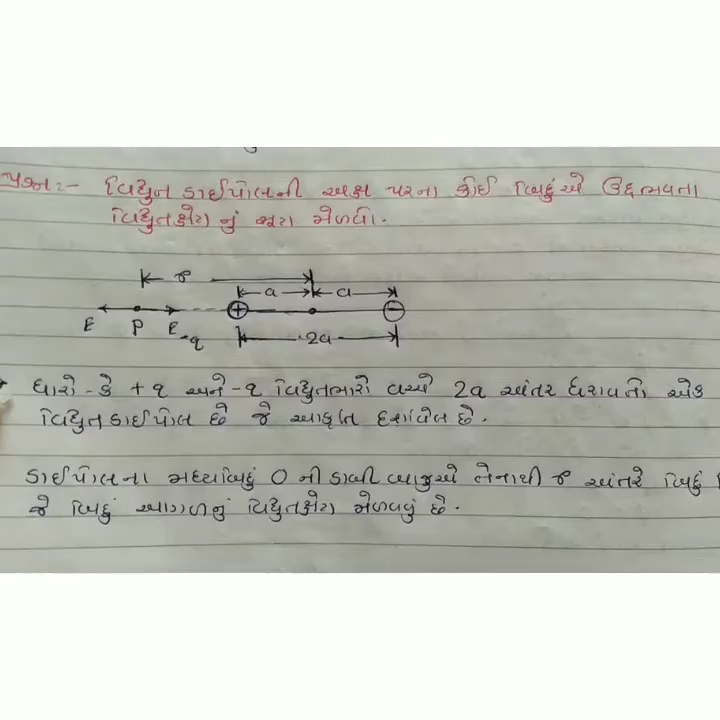 પ્રશ્ન:- વિદ્યુત ડાઈપોલની અક્ષ પરના કોઈ બિંદુએ ઉદ્દભવતા
વિદ્યુતક્ષેત્ર નું સૂત્ર મેળવો.
r
a a
E P E-q + 2a −
ધારો કે +q અને -q વિદ્યુતભારો વચ્ચે 2a અંતર ધરાવતી એક
વિદ્યુત ડાઈપોલ છે જે આકૃતિ દર્શાવેલ છે.
ડાઈપોલના મધ્યબિંદુ O ની ડાબી બાજુએ તેનાથી r અંતરે બિંદુ
જે બિંદુ આગળનું વિદ્યુતક્ષેત્ર મેળવવું છે.